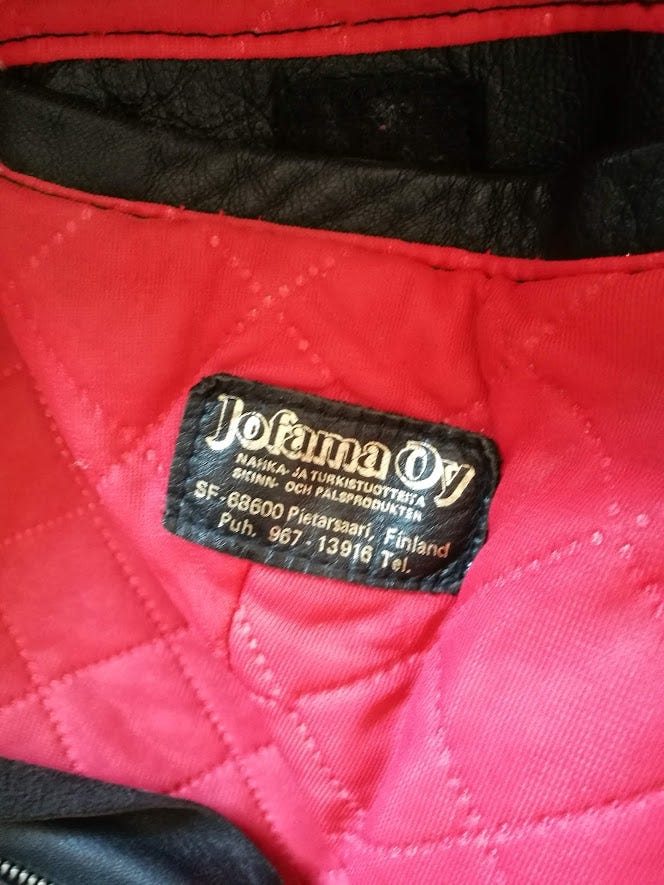 Jofama Oy
NAHKA- JA TURKISTUOTTEITA
SKINN- OCH PÄLSPRODUKTER
SF-68600 Pietarsaari, Finland
Puh. 967-13916 Tel.